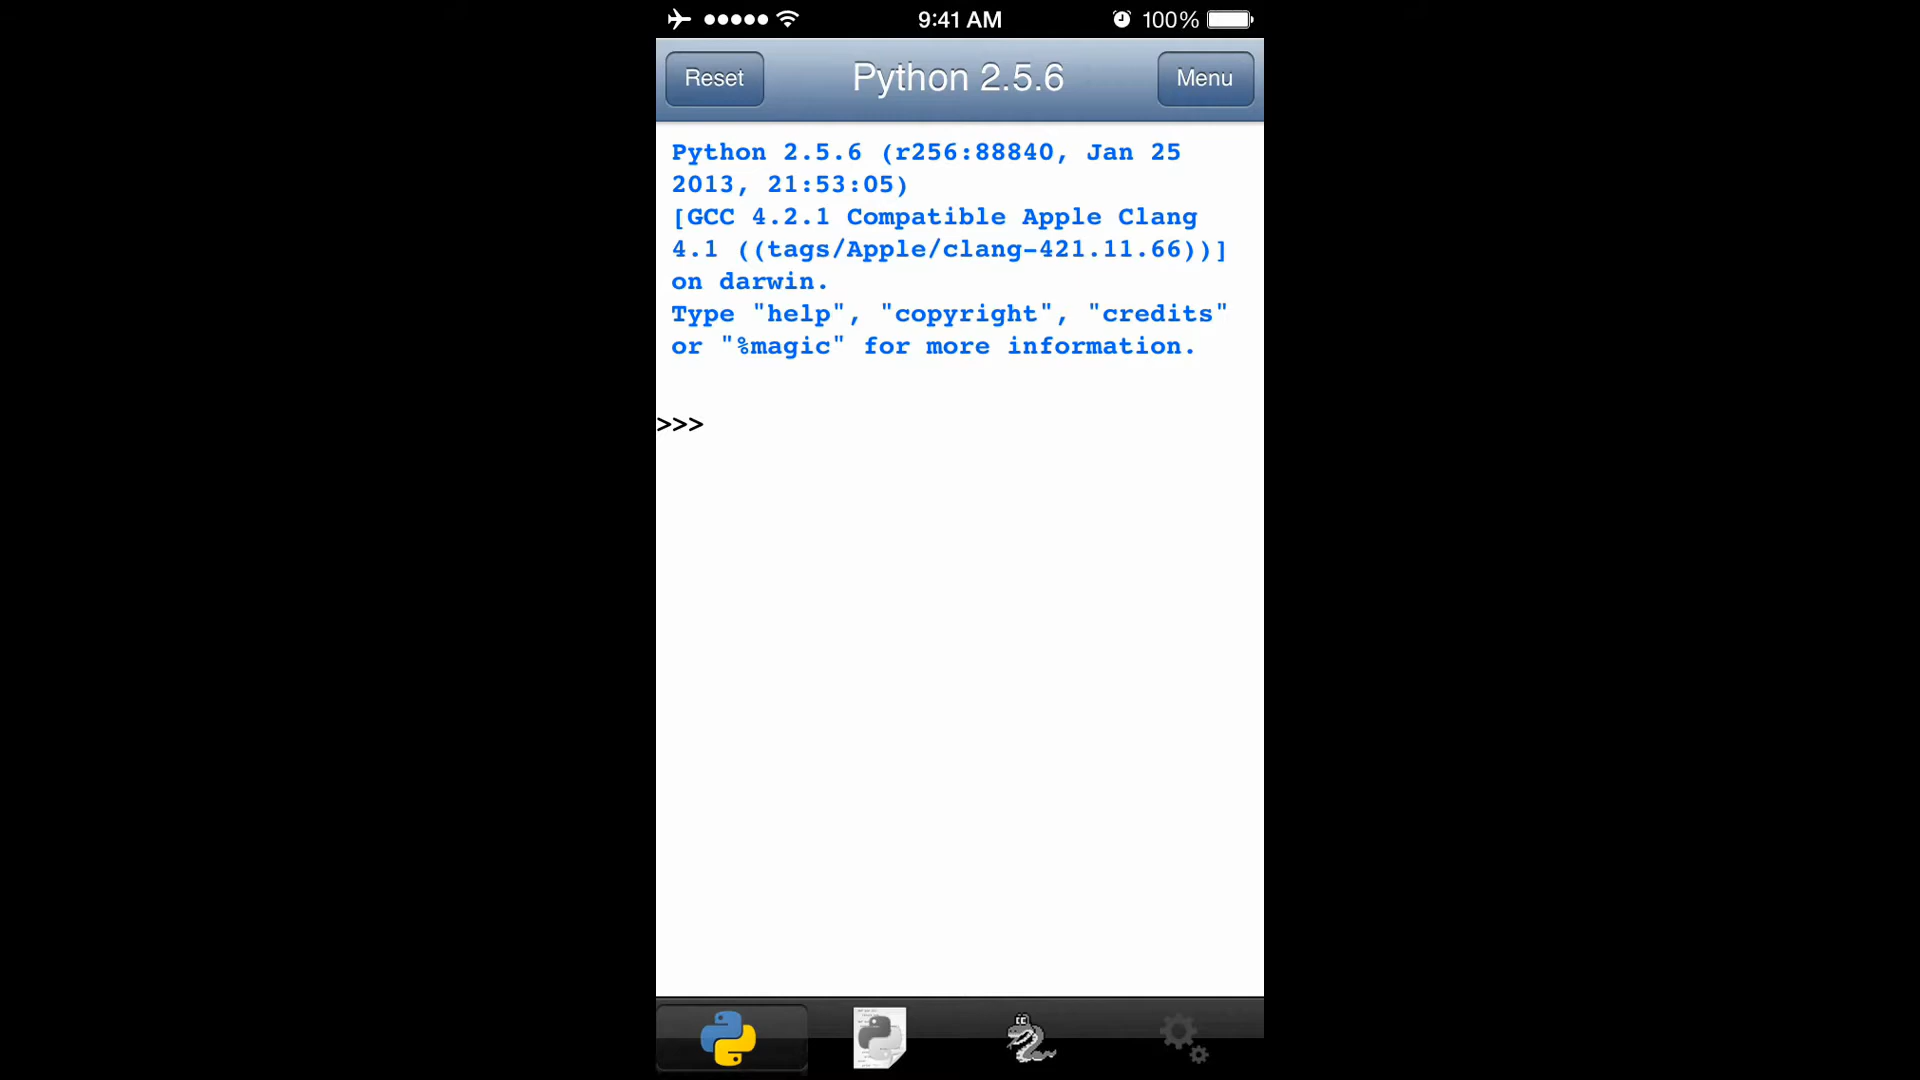 9:41 AM 100%
Reset Python 2.5.6 Menu
Python 2.5.6 (r256:88840, Jan 25
2013, 21:53:05)
[GCC 4.2.1 Compatible Apple Clang
4.1 ((tags/Apple/clang-421.11.66))]
on darwin.
Type "help", "copyright", "credits"
or "%magic" for more information.
>>>